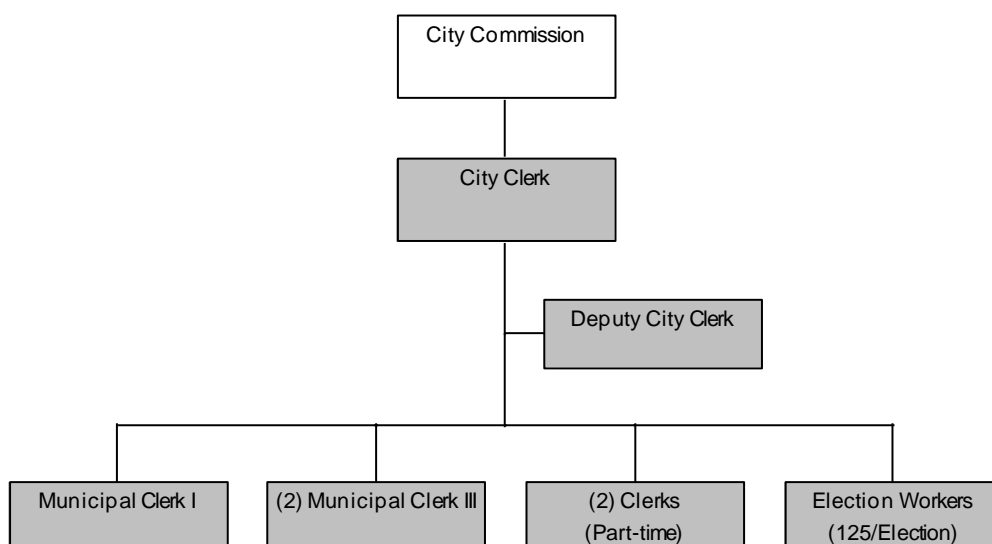 City Commission
City Clerk
Deputy City Clerk
Municipal Clerk I
(2) Municipal Clerk III
(2) Clerks
(Part-time)
Election Workers
(125/Election)